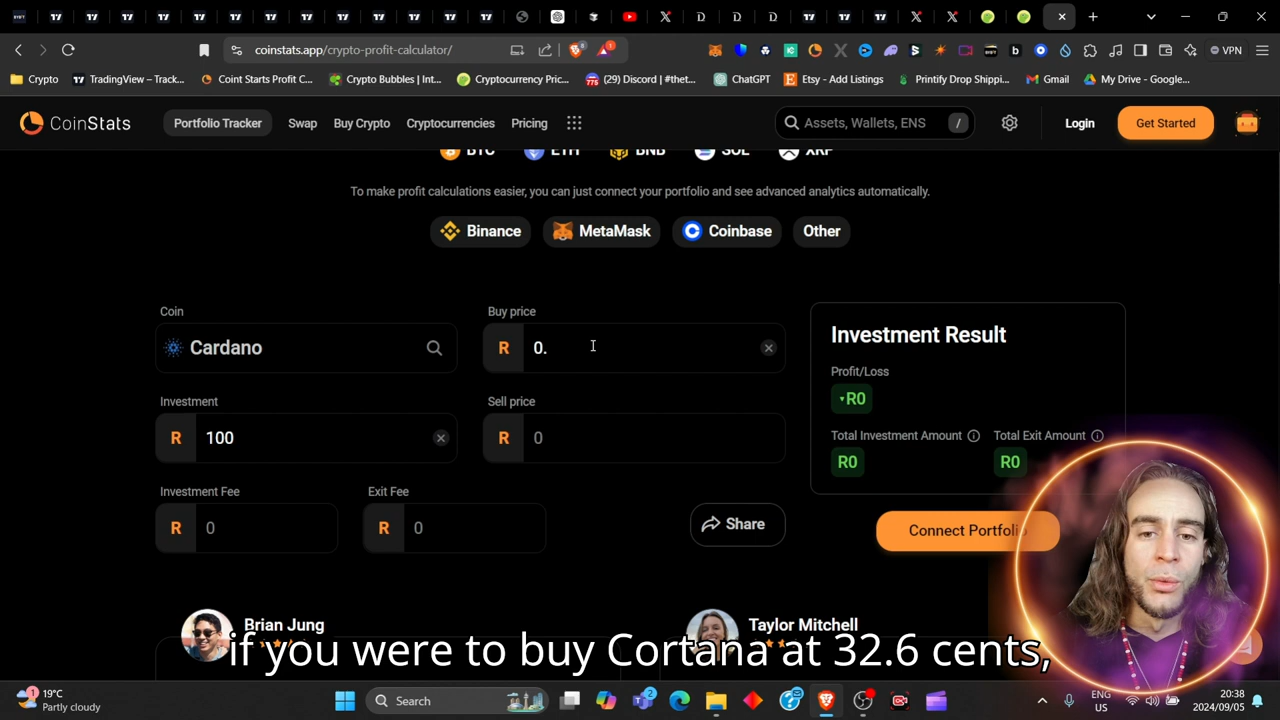 coinstats.app/crypto-profit-calculator/
VPN
Crypto
TradingView – Track...
Coint Starts Profit C...
Crypto Bubbles | Int...
Cryptocurrency Pric...
(29) Discord | #thet...
ChatGPT
Etsy - Add Listings
Printify Drop Shippi...
Gmail
My Drive - Google...
CoinStats
Portfolio Tracker
Swap
Buy Crypto
Cryptocurrencies
Pricing
Assets, Wallets, ENS
/
Login
Get Started
BTC
ETH
BNB
SOL
XRP
To make profit calculations easier, you can just connect your portfolio and see advanced analytics automatically.
Binance
MetaMask
Coinbase
Other
Coin
Cardano
Buy price
R 0.
Investment
R 100
Sell price
R 0
Investment Fee
R 0
Exit Fee
R 0
Share
Investment Result
Profit/Loss
R0
Total Investment Amount
R0
Total Exit Amount
R0
Connect Portfolio
Brian Jung
Taylor Mitchell
if you were to buy Cortana at 32.6 cents,
1
19°C
Partly cloudy
Search
2
ENG
US
20:38
2024/09/05